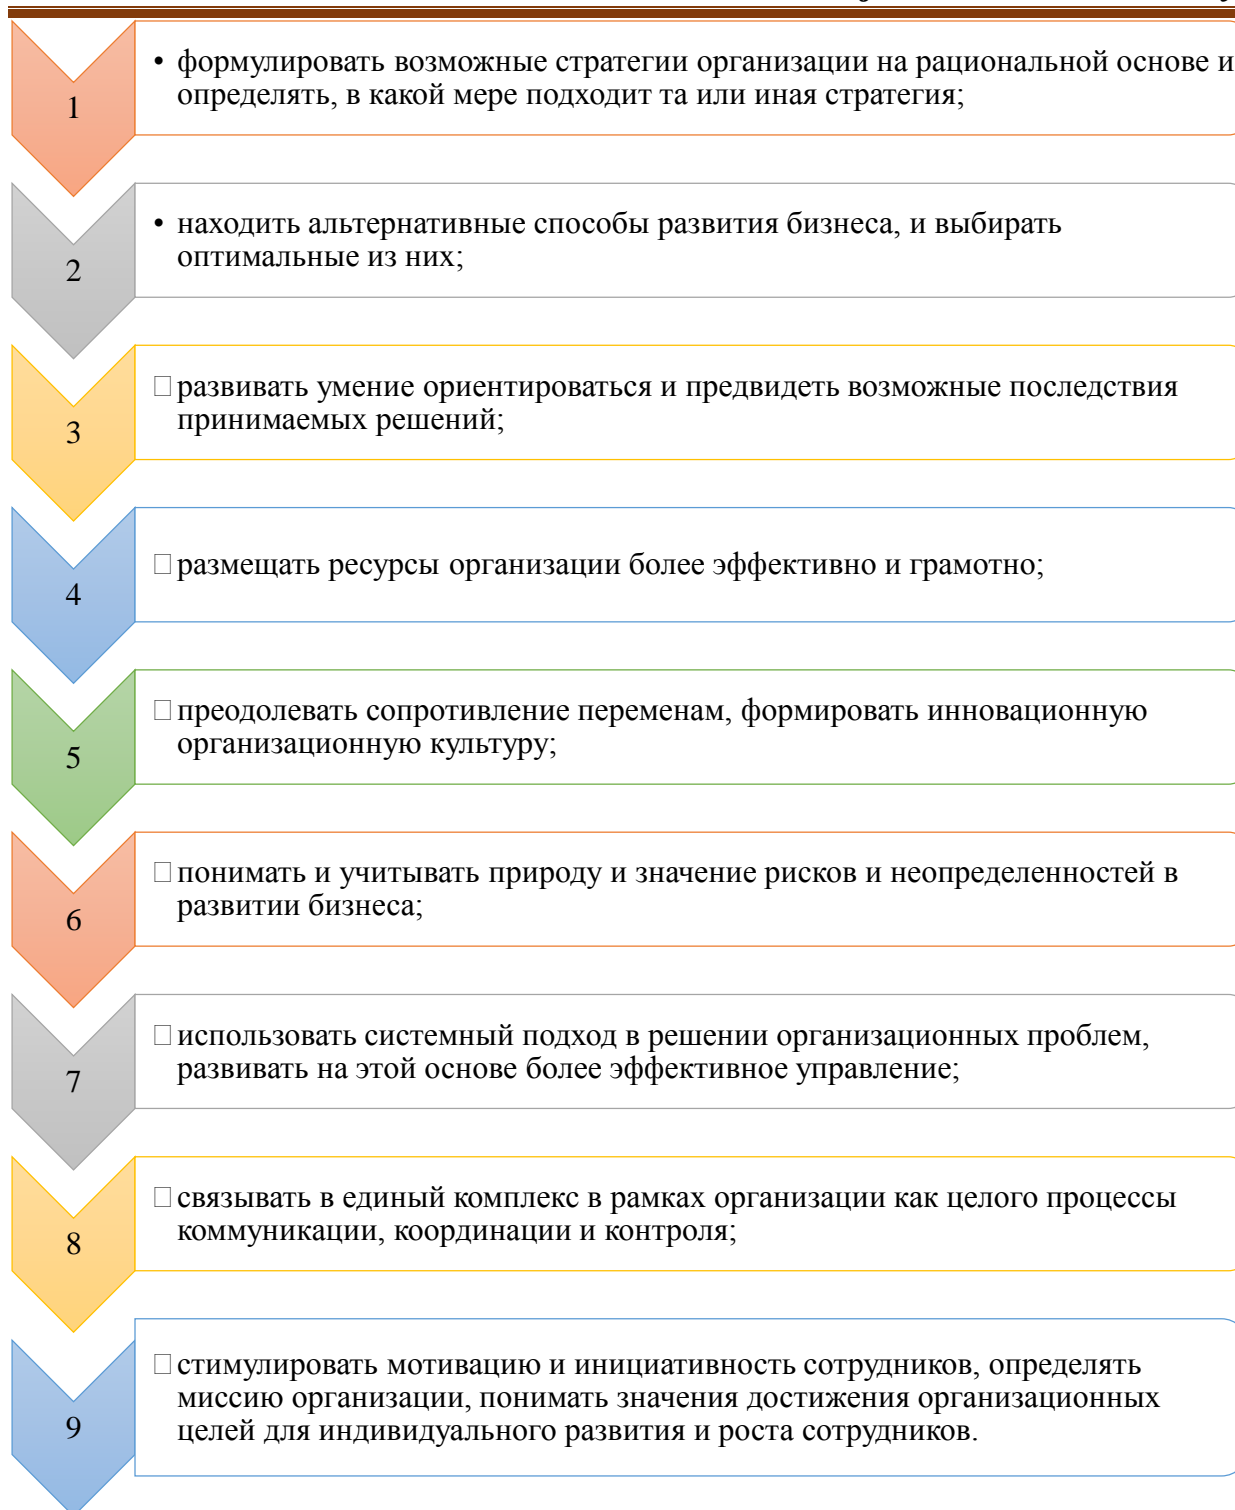 1
• формулировать возможные стратегии организации на рациональной основе и
определять, в какой мере подходит та или иная стратегия;
2
• находить альтернативные способы развития бизнеса, и выбирать
оптимальные из них;
3
развивать умение ориентироваться и предвидеть возможные последствия
принимаемых решений;
4
размещать ресурсы организации более эффективно и грамотно;
5
преодолевать сопротивление переменам, формировать инновационную
организационную культуру;
6
понимать и учитывать природу и значение рисков и неопределенностей в
развитии бизнеса;
7
использовать системный подход в решении организационных проблем,
развивать на этой основе более эффективное управление;
8
связывать в единый комплекс в рамках организации как целого процессы
коммуникации, координации и контроля;
9
стимулировать мотивацию и инициативность сотрудников, определять
миссию организации, понимать значения достижения организационных
целей для индивидуального развития и роста сотрудников.